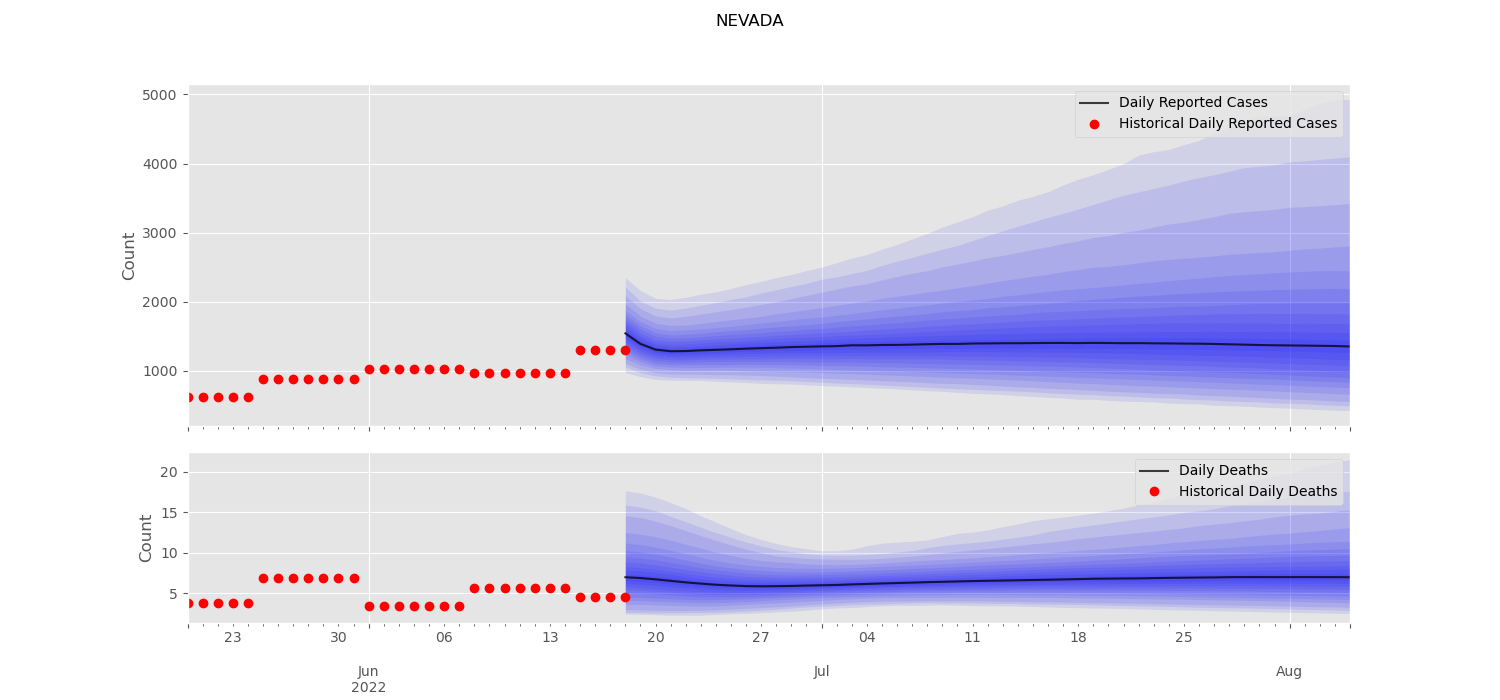 NEVADA
5000
4000
3000
2000
1000
Count
Daily Reported Cases
Historical Daily Reported Cases
20
15
10
5
Count
Daily Deaths
Historical Daily Deaths
23 30 06 13 20 27 04 11 18 25
Jun Jul Aug
2022